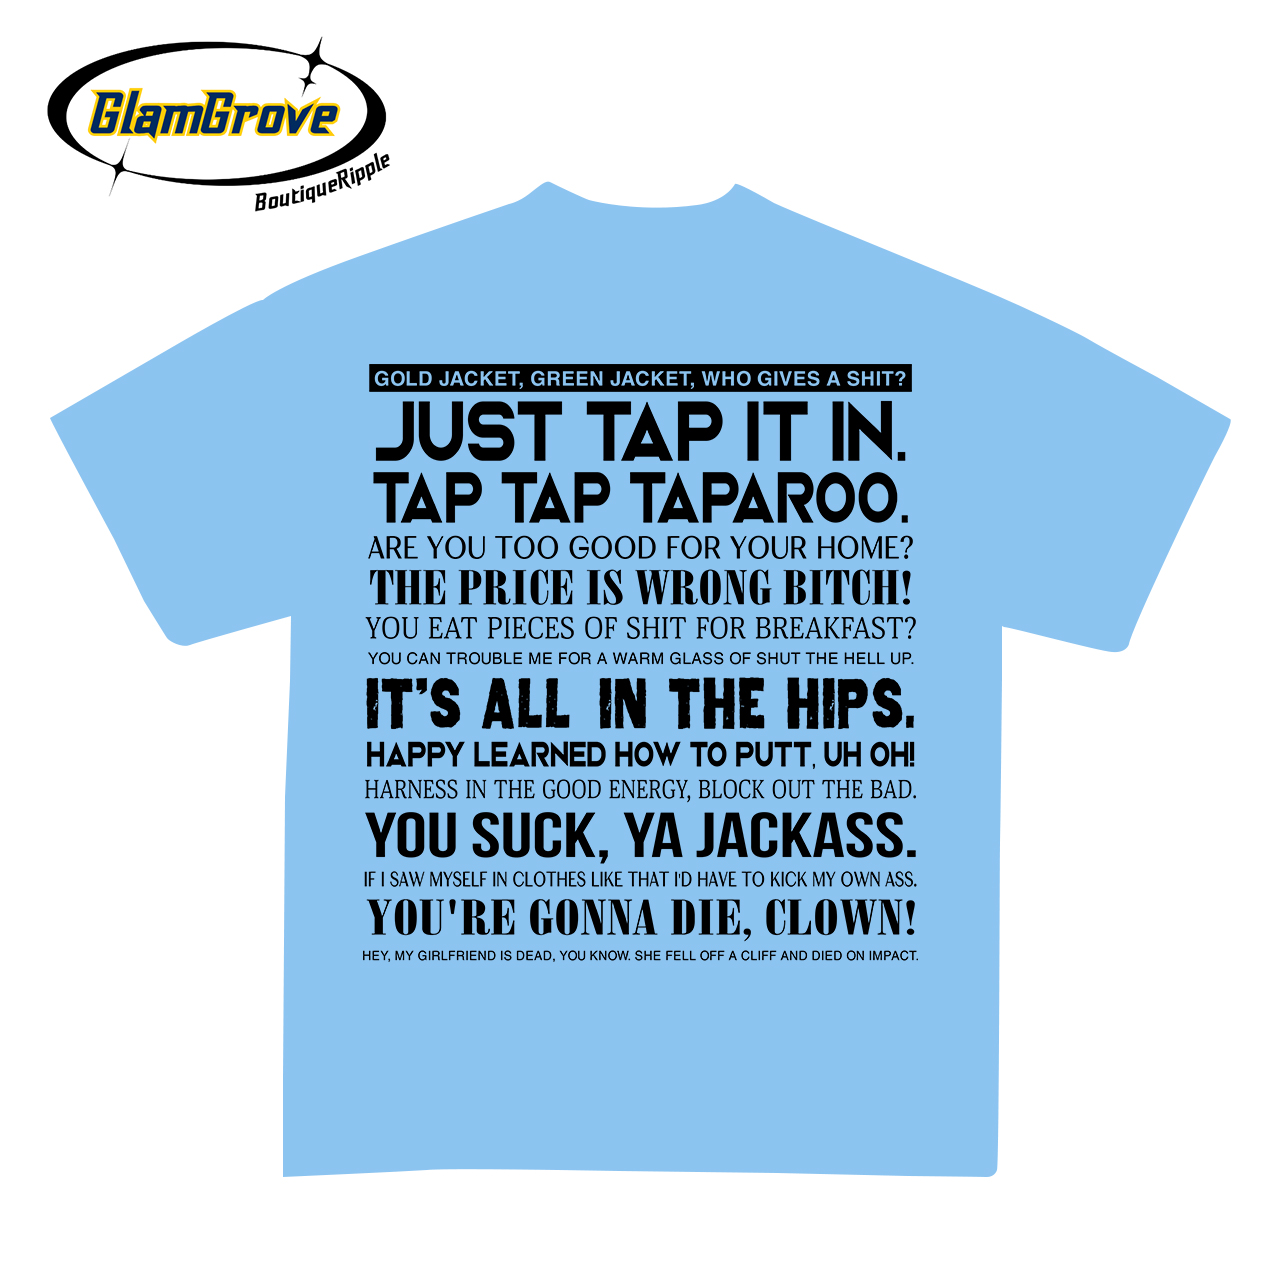 GlamGrove
BoutiqueRipple
GOLD JACKET, GREEN JACKET, WHO GIVES A SHIT?
JUST TAP IT IN.
TAP TAP TAPAROO.
ARE YOU TOO GOOD FOR YOUR HOME?
THE PRICE IS WRONG BITCH!
YOU EAT PIECES OF SHIT FOR BREAKFAST?
YOU CAN TROUBLE ME FOR A WARM GLASS OF SHUT THE HELL UP.
IT'S ALL IN THE HIPS.
HAPPY LEARNED HOW TO PUTT, UH OH!
HARNESS IN THE GOOD ENERGY, BLOCK OUT THE BAD.
YOU SUCK, YA JACKASS.
IF I SAW MYSELF IN CLOTHES LIKE THAT I'D HAVE TO KICK MY OWN ASS.
YOU'RE GONNA DIE, CLOWN!
HEY, MY GIRLFRIEND IS DEAD, YOU KNOW. SHE FELL OFF A CLIFF AND DIED ON IMPACT.